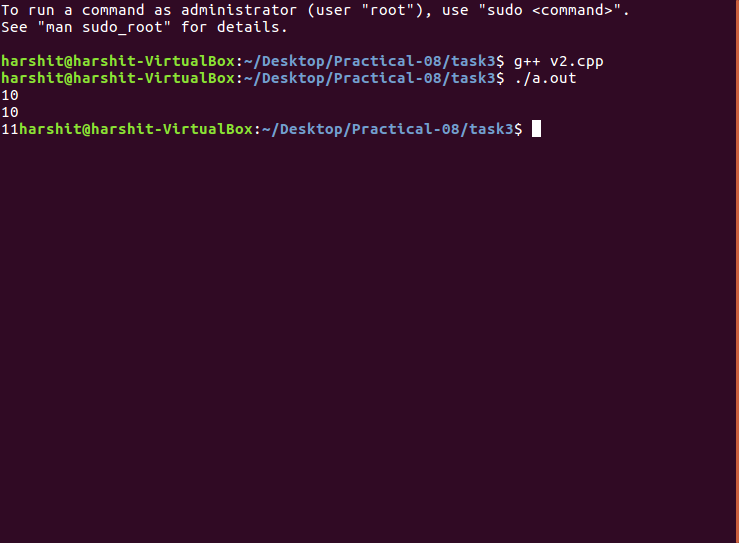 To run a command as administrator (user "root"), use "sudo <command>".
See "man sudo_root" for details.
harshit@harshit-VirtualBox:~/Desktop/Practical-08/task3$ g++ v2.cpp
harshit@harshit-VirtualBox:~/Desktop/Practical-08/task3$ ./a.out
10
10
11harshit@harshit-VirtualBox:~/Desktop/Practical-08/task3$